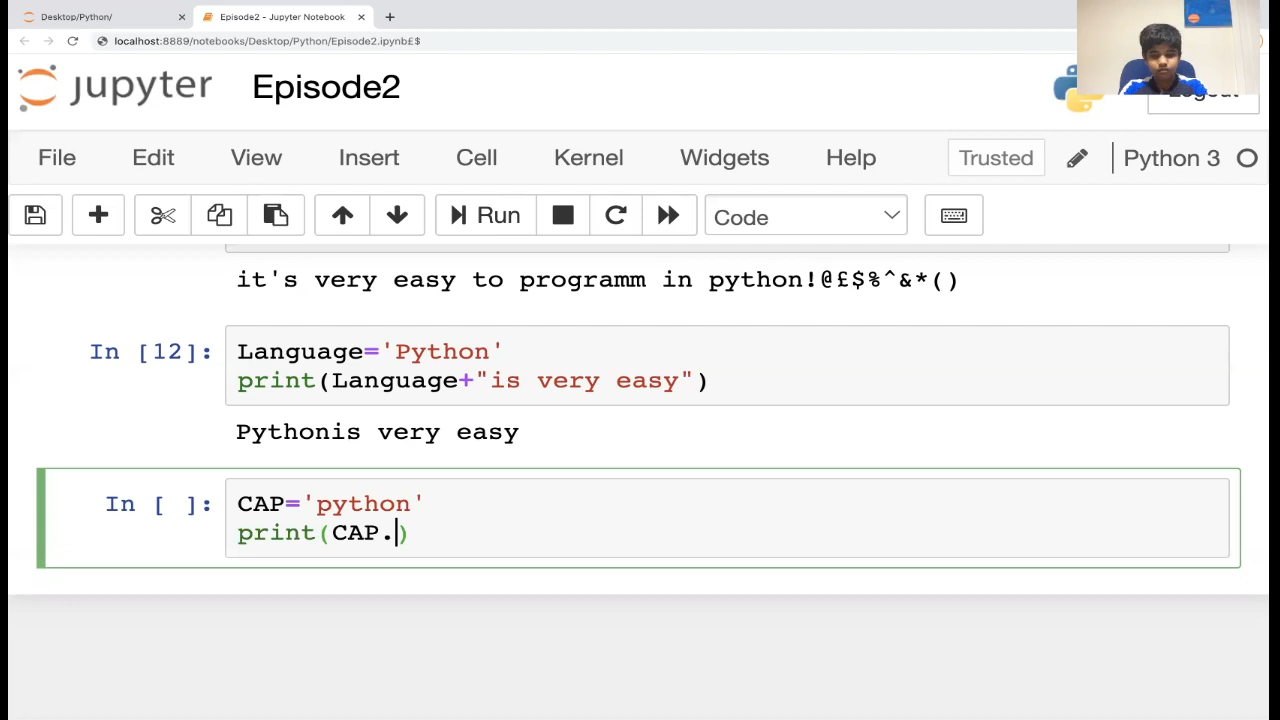 Desktop/Python/
Episode2 - Jupyter Notebook
localhost:8889/notebooks/Desktop/Python/Episode2.ipynb£$
jupyter Episode2
Logout
File Edit View Insert Cell Kernel Widgets Help Trusted Python 3
Run Code
it's very easy to programm in python!@£$%^&*()
In [12]: Language='Python'
print(Language+"is very easy")
Pythonis very easy
In [ ]: CAP='python'
print(CAP.)